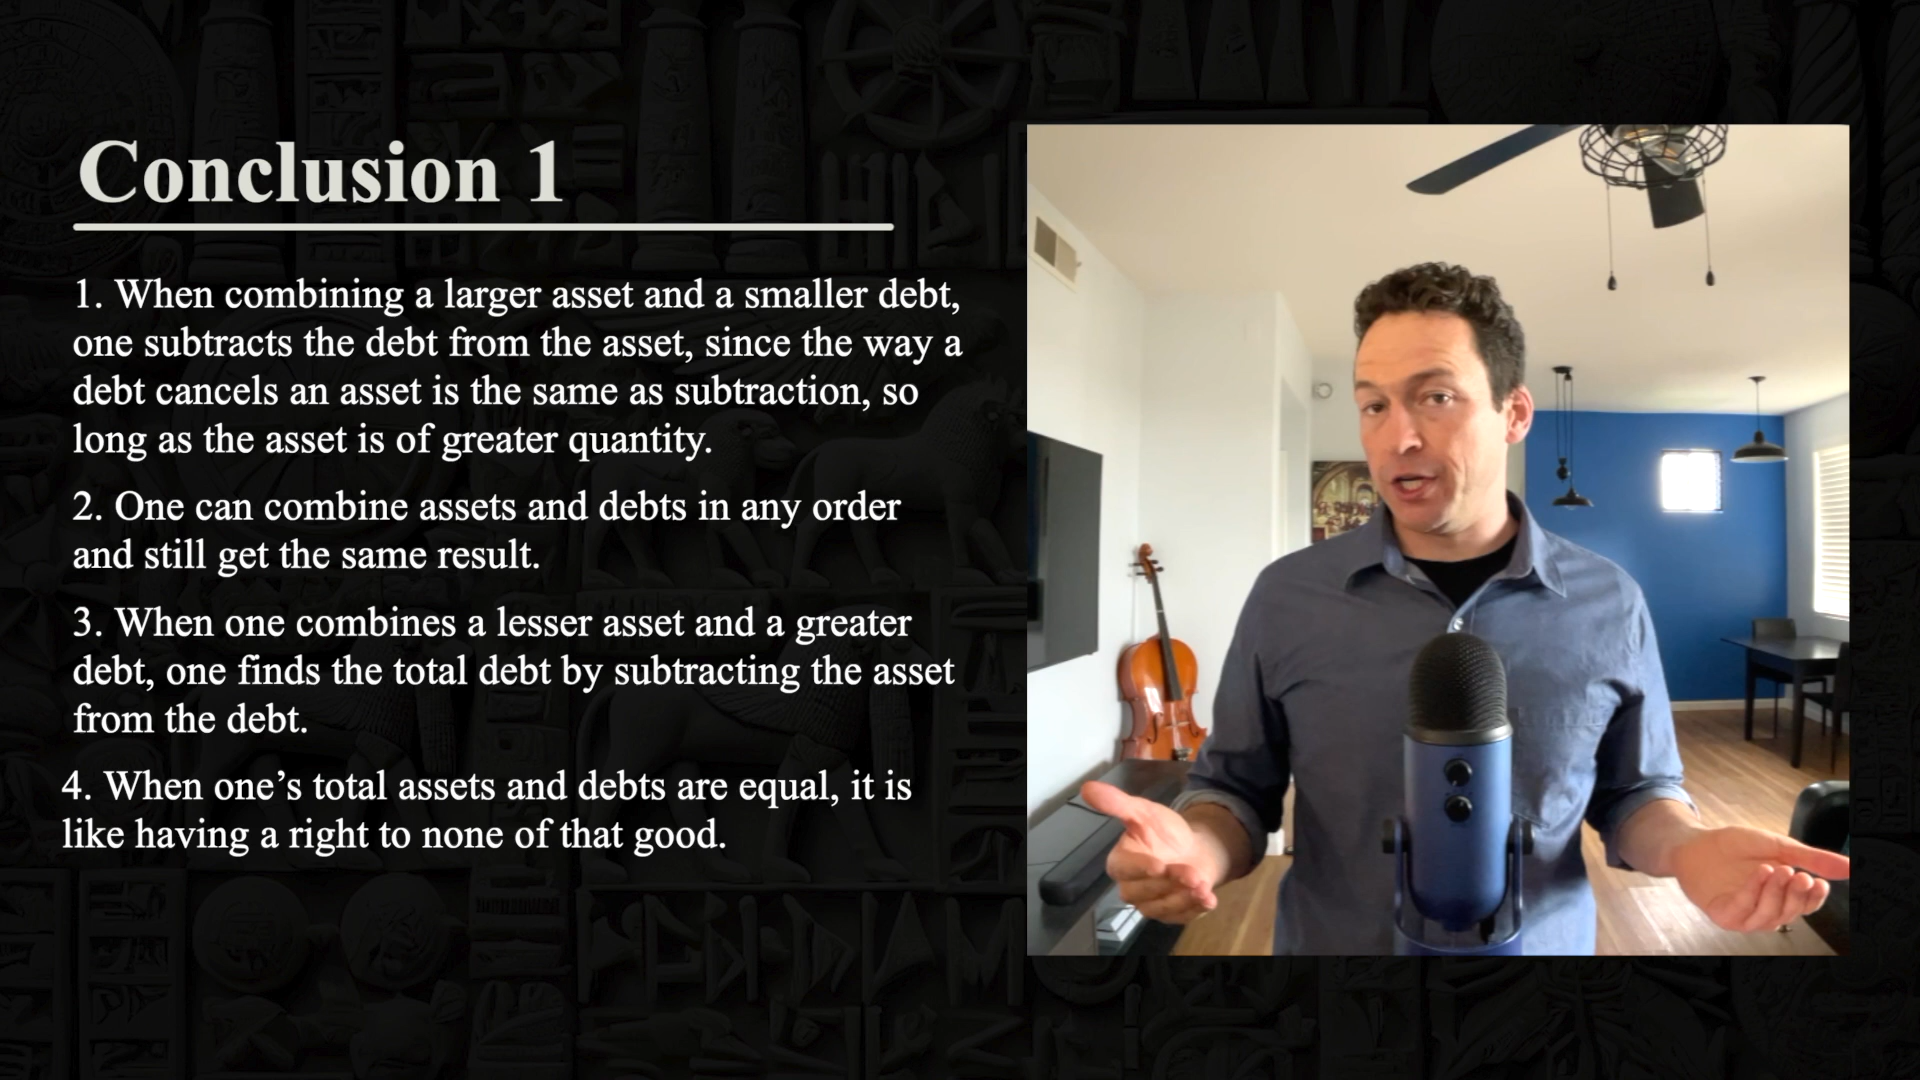 Conclusion 1
1. When combining a larger asset and a smaller debt,
one subtracts the debt from the asset, since the way a
debt cancels an asset is the same as subtraction, so
long as the asset is of greater quantity.
2. One can combine assets and debts in any order
and still get the same result.
3. When one combines a lesser asset and a greater
debt, one finds the total debt by subtracting the asset
from the debt.
4. When one’s total assets and debts are equal, it is
like having a right to none of that good.